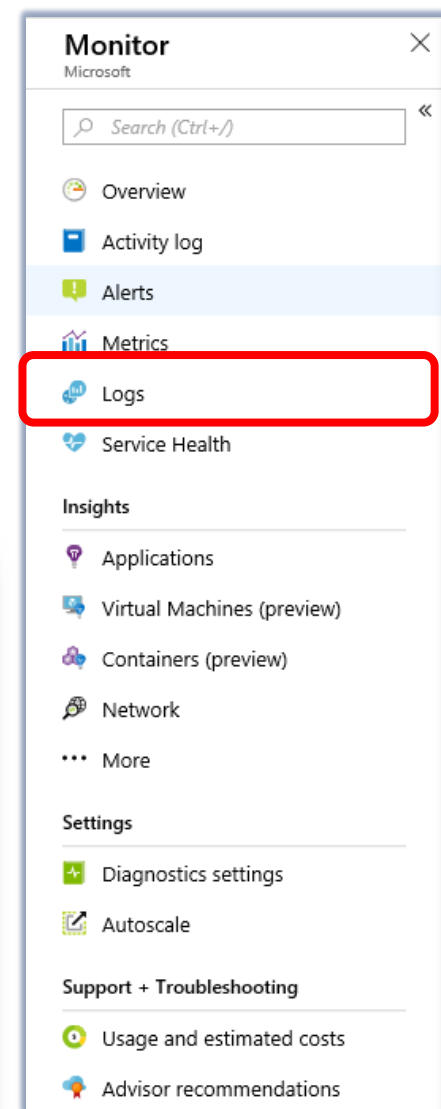 Monitor
Microsoft
Search (Ctrl+/)
Overview
Activity log
Alerts
Metrics
Logs
Service Health
Insights
Applications
Virtual Machines (preview)
Containers (preview)
Network
More
Settings
Diagnostics settings
Autoscale
Support + Troubleshooting
Usage and estimated costs
Advisor recommendations